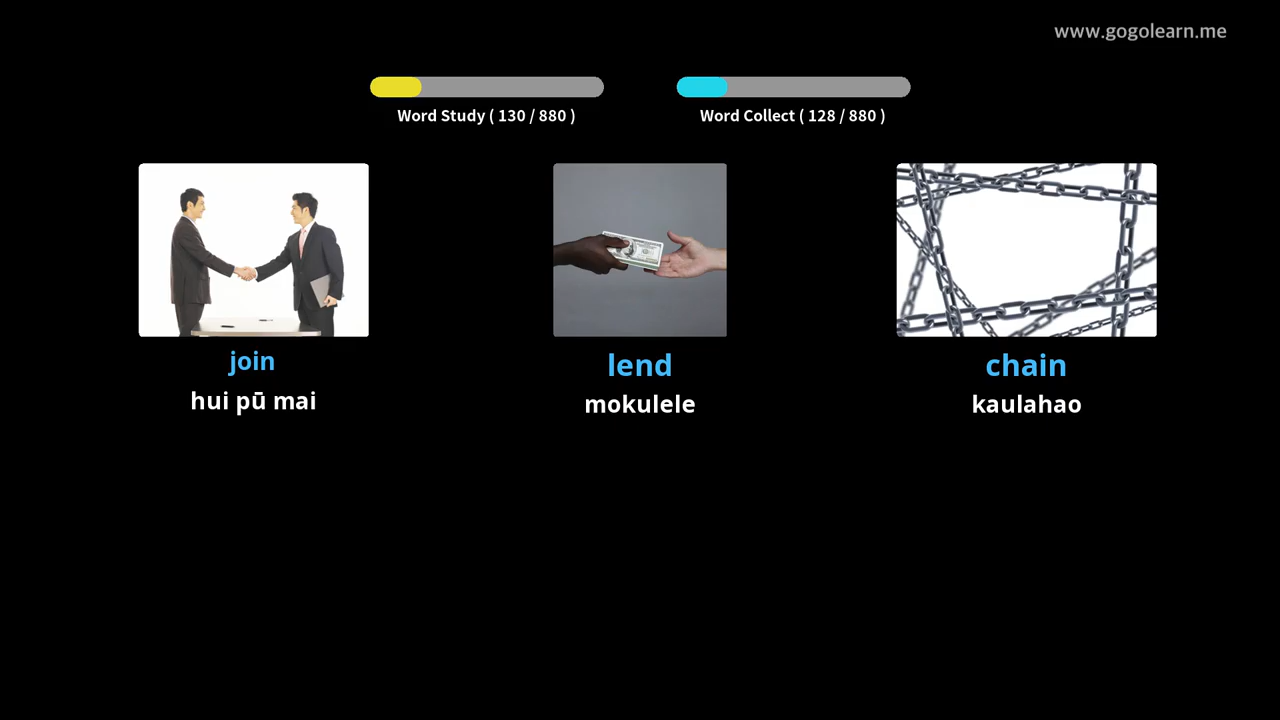 www.gogolearn.me
Word Study ( 130 / 880 )
Word Collect ( 128 / 880 )
join
hui pū mai
lend
mokulele
chain
kaulahao